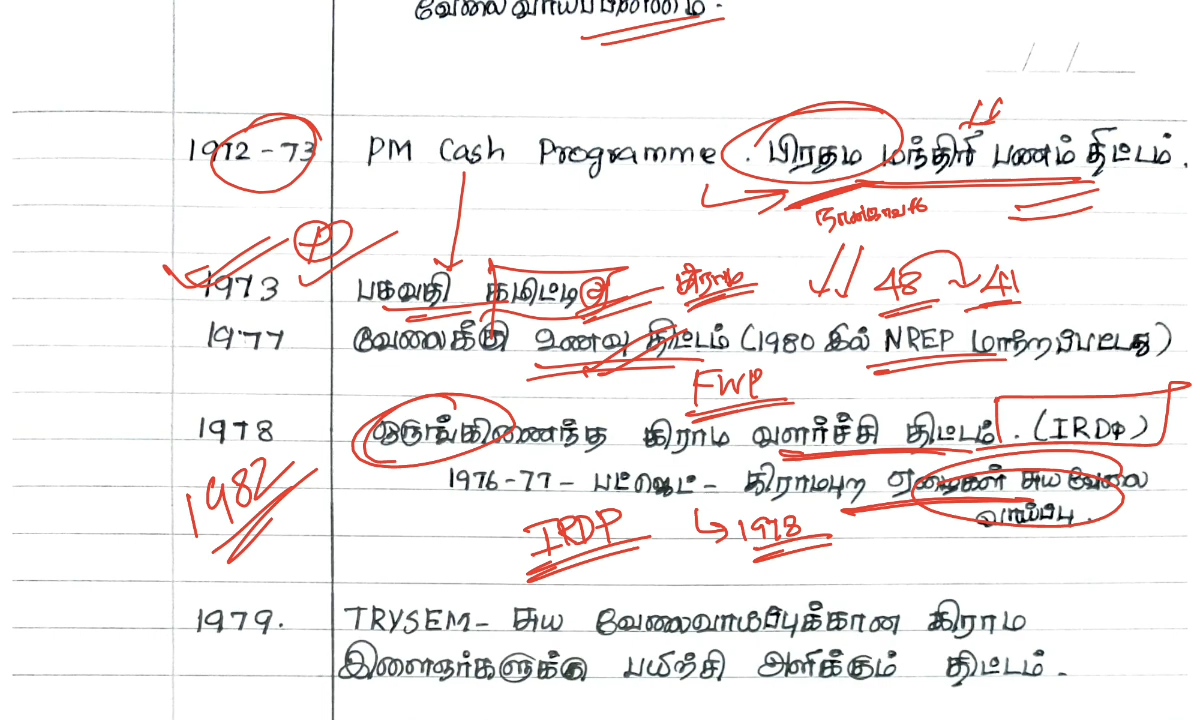 வேலைவாய்ப்பின்மை.
1972-73 PM Cash Programme. பிரதம மந்திரி பணம் திட்டம்.
1973 பகவதி கமிட்டி கிராம 48 41
1977 வேலைக்கு உணவு திட்டம் (1980 இல் NREP மாற்றப்பட்டது)
FWP
1978 ஒருங்கிணைந்த கிராம வளர்ச்சி திட்டம். (IRDP)
1982 1976-77 - பட்ஜெட் - கிராமபுற ஏழைகள் சுய வேலை
வாய்ப்பு.
IRDP 1978
1979. TRYSEM - சுய வேலைவாய்ப்புக்கான கிராம
இளைஞர்களுக்கு பயிற்சி அளிக்கும் திட்டம்.